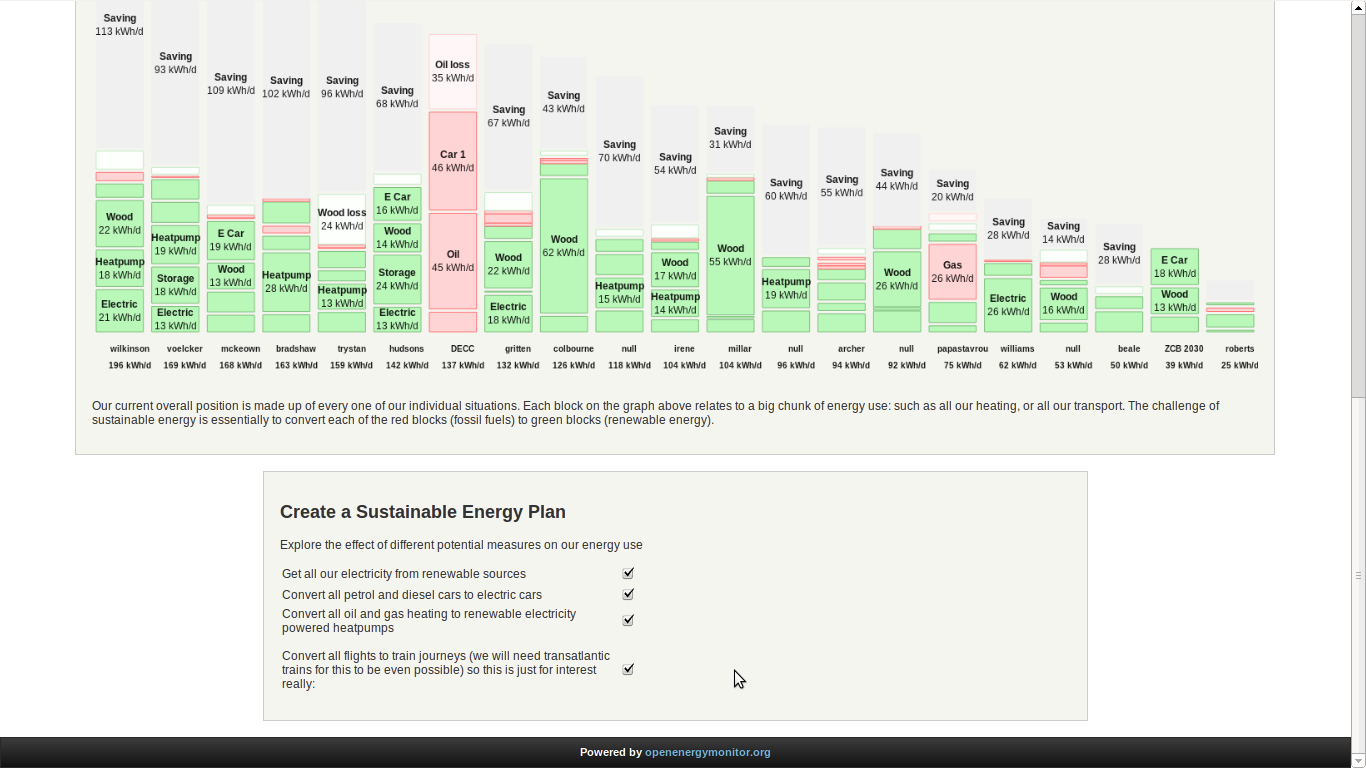 Saving
113 kWh/d
Wood
22 kWh/d
Heatpump
18 kWh/d
Electric
21 kWh/d
Saving
93 kWh/d
Heatpump
19 kWh/d
Storage
18 kWh/d
Electric
13 kWh/d
Saving
109 kWh/d
E Car
19 kWh/d
Wood
13 kWh/d
Saving
102 kWh/d
Heatpump
28 kWh/d
Saving
96 kWh/d
Wood loss
24 kWh/d
Heatpump
13 kWh/d
Saving
68 kWh/d
E Car
16 kWh/d
Wood
14 kWh/d
Storage
24 kWh/d
Electric
13 kWh/d
Oil loss
35 kWh/d
Car 1
46 kWh/d
Oil
45 kWh/d
Saving
67 kWh/d
Wood
22 kWh/d
Electric
18 kWh/d
Saving
43 kWh/d
Wood
62 kWh/d
Saving
70 kWh/d
Heatpump
15 kWh/d
Saving
54 kWh/d
Wood
17 kWh/d
Heatpump
14 kWh/d
Saving
31 kWh/d
Wood
55 kWh/d
Saving
60 kWh/d
Heatpump
19 kWh/d
Saving
55 kWh/d
Saving
44 kWh/d
Wood
26 kWh/d
Saving
20 kWh/d
Gas
26 kWh/d
Saving
28 kWh/d
Electric
26 kWh/d
Saving
14 kWh/d
Wood
16 kWh/d
Saving
28 kWh/d
E Car
18 kWh/d
Wood
13 kWh/d
wilkinson voelcker mckeown bradshaw trystan hudsons DECC gritten colbourne null irene millar null archer null papastavrou williams null beale ZCB 2030 roberts
196 kWh/d 169 kWh/d 168 kWh/d 163 kWh/d 159 kWh/d 142 kWh/d 137 kWh/d 132 kWh/d 126 kWh/d 118 kWh/d 104 kWh/d 104 kWh/d 96 kWh/d 94 kWh/d 92 kWh/d 75 kWh/d 62 kWh/d 53 kWh/d 50 kWh/d 39 kWh/d 25 kWh/d
Our current overall position is made up of every one of our individual situations. Each block on the graph above relates to a big chunk of energy use: such as all our heating, or all our transport. The challenge of
sustainable energy is essentially to convert each of the red blocks (fossil fuels) to green blocks (renewable energy).
Create a Sustainable Energy Plan
Explore the effect of different potential measures on our energy use
Get all our electricity from renewable sources
Convert all petrol and diesel cars to electric cars
Convert all oil and gas heating to renewable electricity
powered heatpumps
Convert all flights to train journeys (we will need transatlantic
trains for this to be even possible) so this is just for interest
really:
Powered by openenergymonitor.org